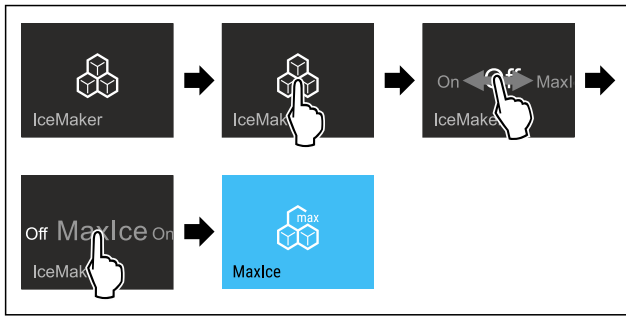 IceMaker
IceMak
On Off MaxI
IceMake
Off MaxIce On
IceMak
max
MaxIce